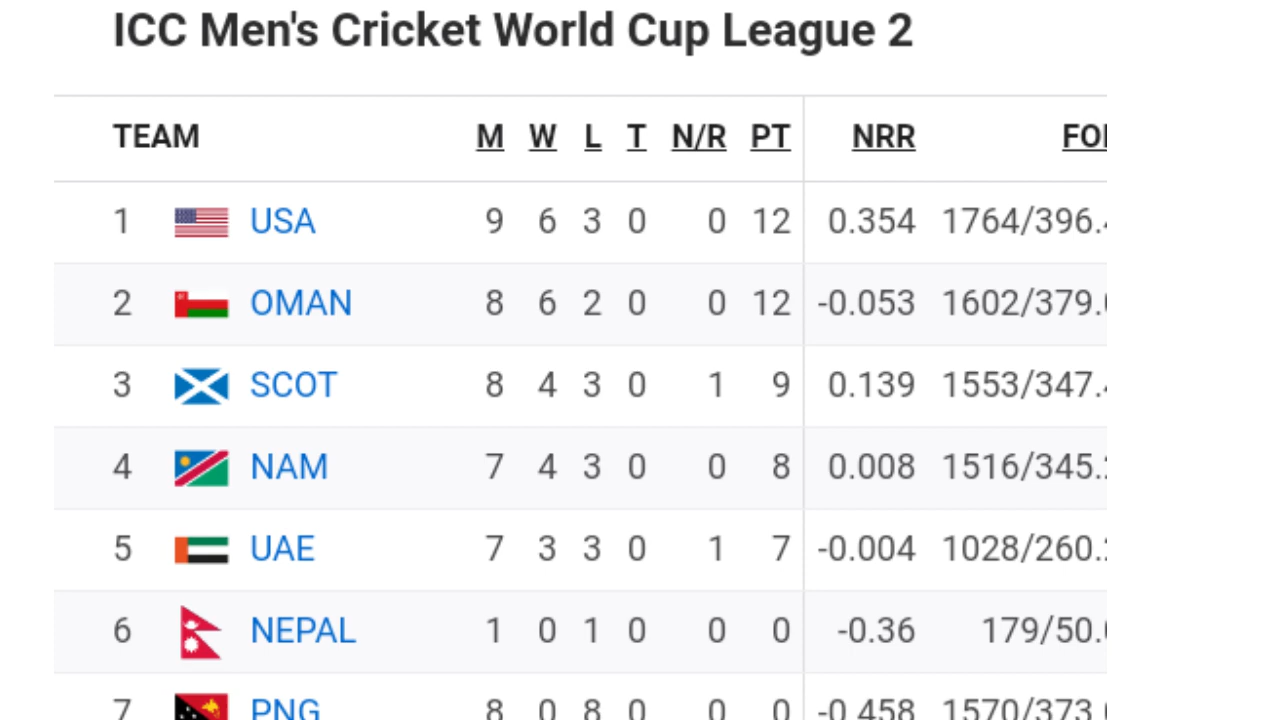 ICC Men's Cricket World Cup League 2
TEAM M W L T N/R PT NRR
1 USA 9 6 3 0 0 12 0.354 1764/396.
2 OMAN 8 6 2 0 0 12 -0.053 1602/379.
3 SCOT 8 4 3 0 1 9 0.139 1553/347.
4 NAM 7 4 3 0 0 8 0.008 1516/345.
5 UAE 7 3 3 0 1 7 -0.004 1028/260.
6 NEPAL 1 0 1 0 0 0 -0.36 179/50.
7 PNG 8 0 8 0 0 0 -0.458 1570/373.